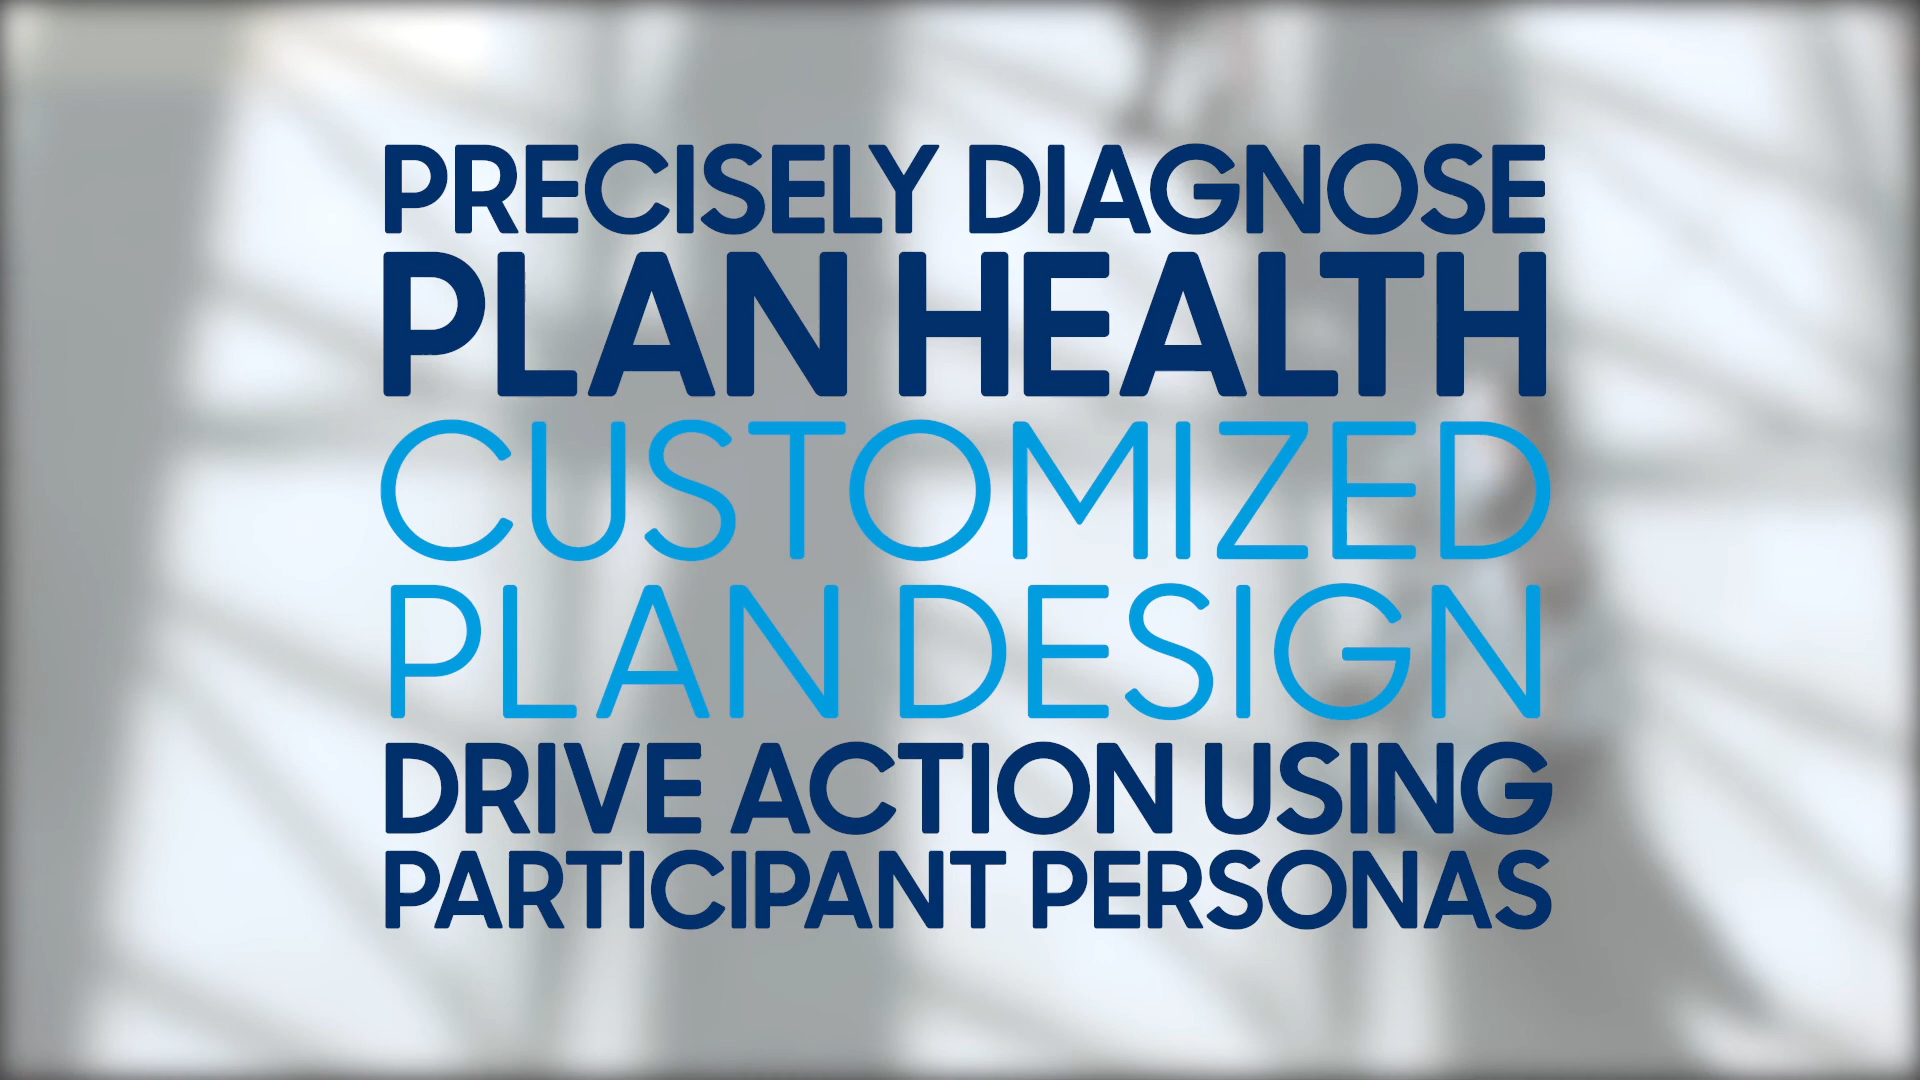 PRECISELY DIAGNOSE
PLAN HEALTH
CUSTOMIZED
PLAN DESIGN
DRIVE ACTION USING
PARTICIPANT PERSONAS